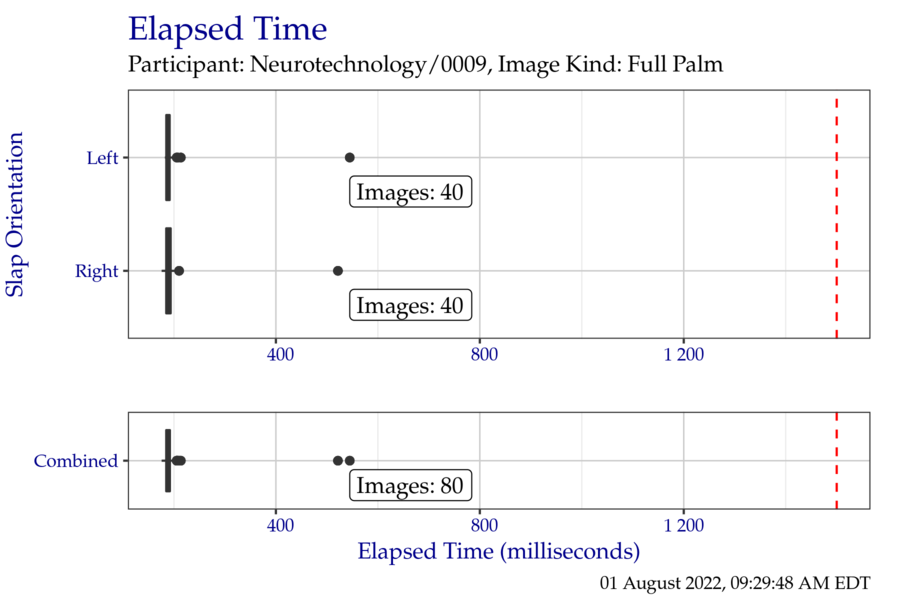 Elapsed Time
Participant: Neurotechnology/0009, Image Kind: Full Palm
Slap Orientation
Left
Images: 40
Right
Images: 40
400 800 1 200
Combined
Images: 80
400 800 1 200
Elapsed Time (milliseconds)
01 August 2022, 09:29:48 AM EDT